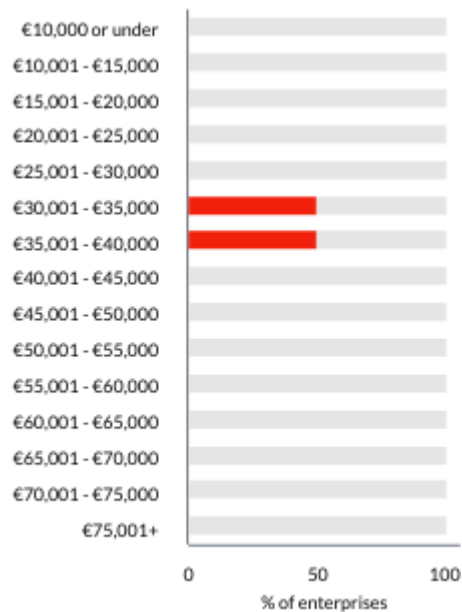 €10,000 or under
€10,001 - €15,000
€15,001 - €20,000
€20,001 - €25,000
€25,001 - €30,000
€30,001 - €35,000
€35,001 - €40,000
€40,001 - €45,000
€45,001 - €50,000
€50,001 - €55,000
€55,001 - €60,000
€60,001 - €65,000
€65,001 - €70,000
€70,001 - €75,000
€75,001+
0 50 100
% of enterprises